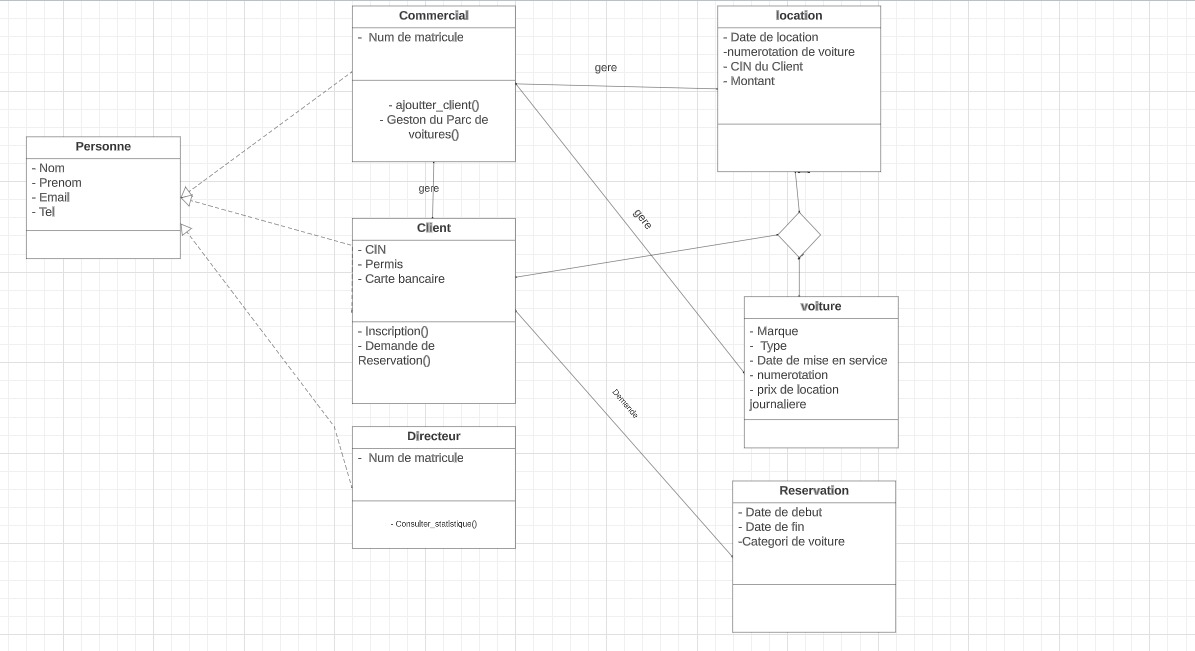 Commercial
-  Num de matricule
- ajoutter_client()
- Geston du Parc de
voitures()
gere
location
- Date de location
-numerotation de voiture
- CIN du Client
- Montant
Personne
- Nom
- Prenom
- Email
- Tel
gere
gere
Client
- CIN
- Permis
- Carte bancaire
- Inscription()
- Demande de
Reservation()
voiture
- Marque
-  Type
- Date de mise en service
- numerotation
- prix de location
journaliere
Demande
Directeur
-  Num de matricule
- Consulter_statistique()
Reservation
- Date de debut
- Date de fin
-Categori de voiture